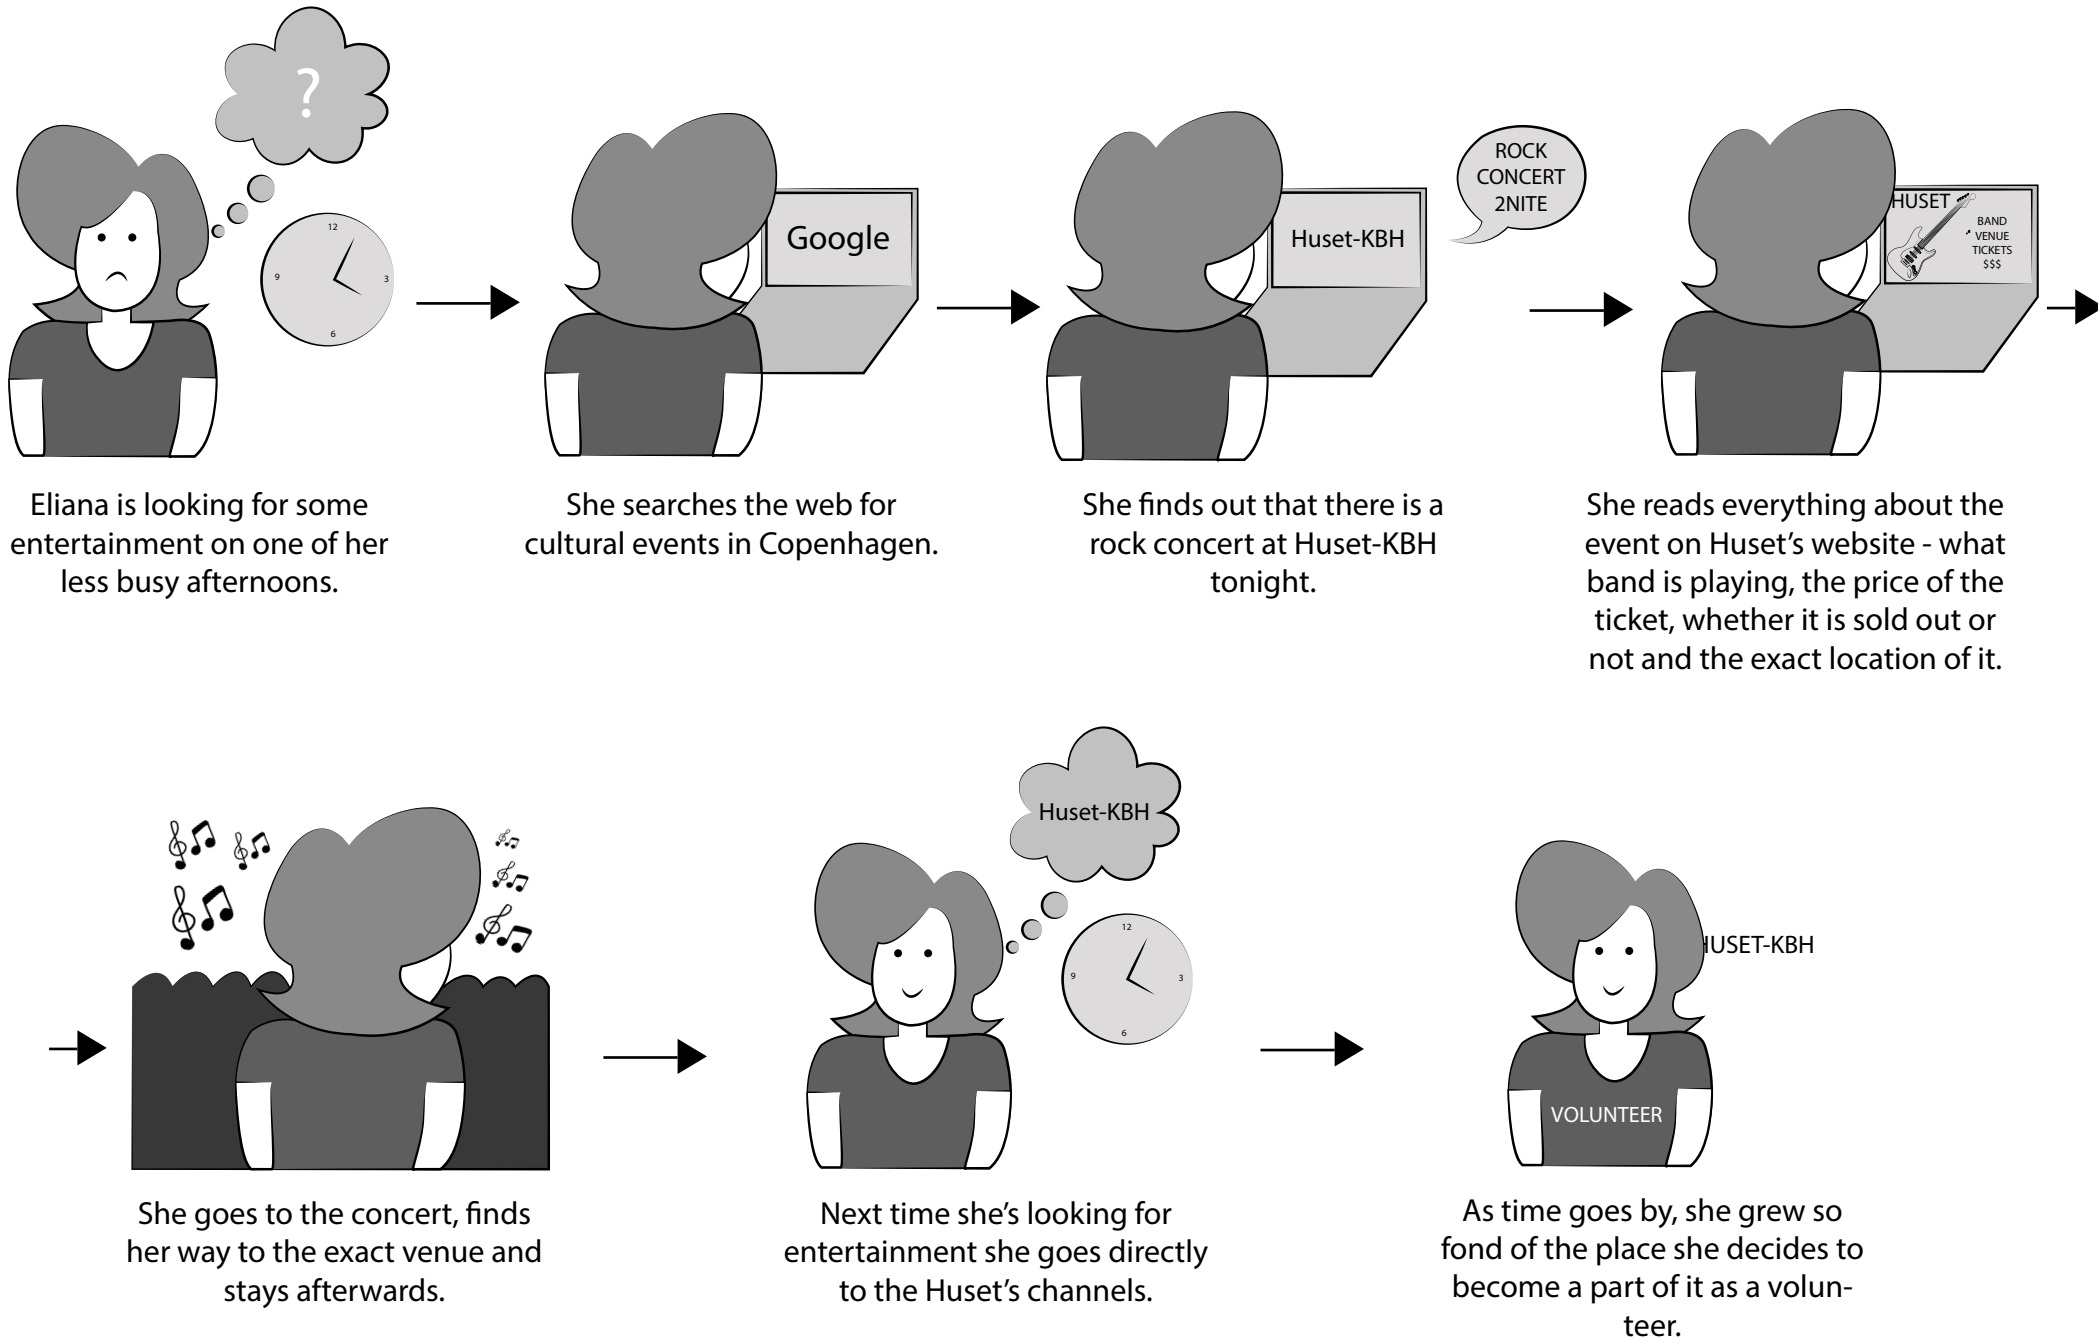 ?
12
9
3
6
Eliana is looking for some
entertainment on one of her
less busy afternoons.
Google
She searches the web for
cultural events in Copenhagen.
Huset-KBH
ROCK
CONCERT
2NITE
She finds out that there is a
rock concert at Huset-KBH
tonight.
HUSET
BAND
VENUE
TICKETS
$$$
She reads everything about the
event on Huset’s website - what
band is playing, the price of the
ticket, whether it is sold out or
not and the exact location of it.
She goes to the concert, finds
her way to the exact venue and
stays afterwards.
Huset-KBH
12
9
3
6
Next time she’s looking for
entertainment she goes directly
to the Huset’s channels.
HUSET-KBH
VOLUNTEER
As time goes by, she grew so
fond of the place she decides to
become a part of it as a volun-
teer.